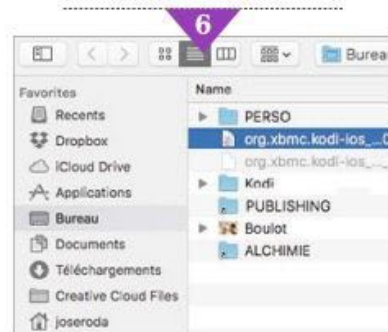 6
Bureau
Favorites
Name
Recents
PERSO
Dropbox
org.xbmc.kodi-ios_...0
iCloud Drive
org.xbmc.kodi-ios_...
Applications
Kodi
Bureau
PUBLISHING
Documents
Boulot
Téléchargements
ALCHIMIE
Creative Cloud Files
joseroda